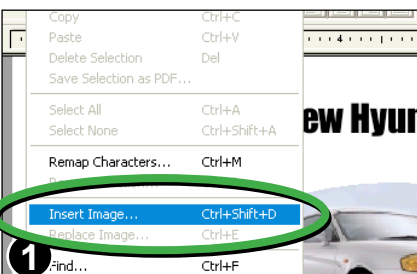 Copy Ctrl+C
Paste Ctrl+V
Delete Selection Del
Save Selection as PDF...
Select All Ctrl+A
Select None Ctrl+Shift+A
ew Hyun
Remap Characters... Ctrl+M
Insert Image... Ctrl+Shift+D
Replace Image... Ctrl+E
Find... Ctrl+F
1
4